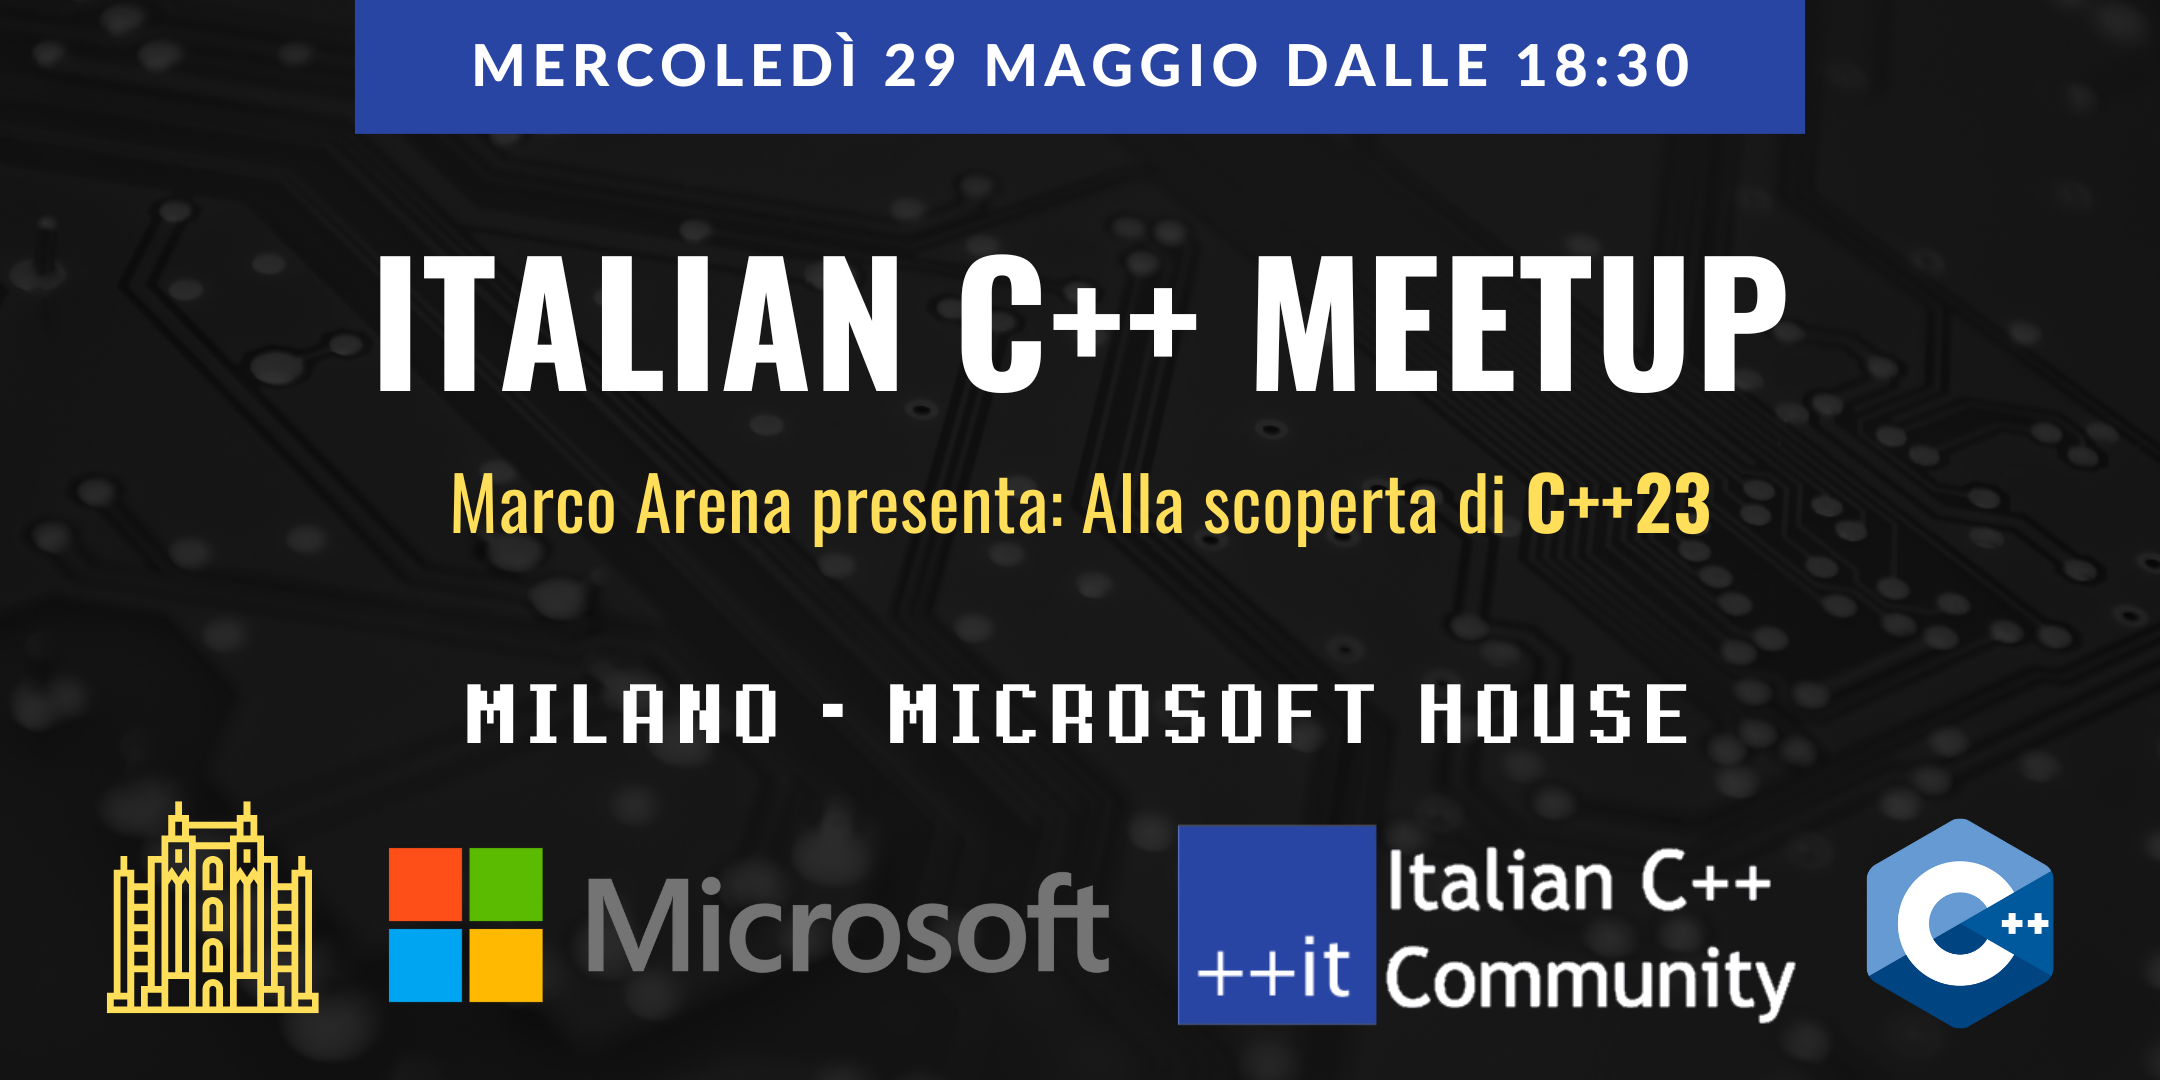 MERCOLEDÌ 29 MAGGIO DALLE 18:30
ITALIAN C++ MEETUP
Marco Arena presenta: Alla scoperta di C++23
MILANO - MICROSOFT HOUSE
Microsoft
++it
Italian C++
Community
C++